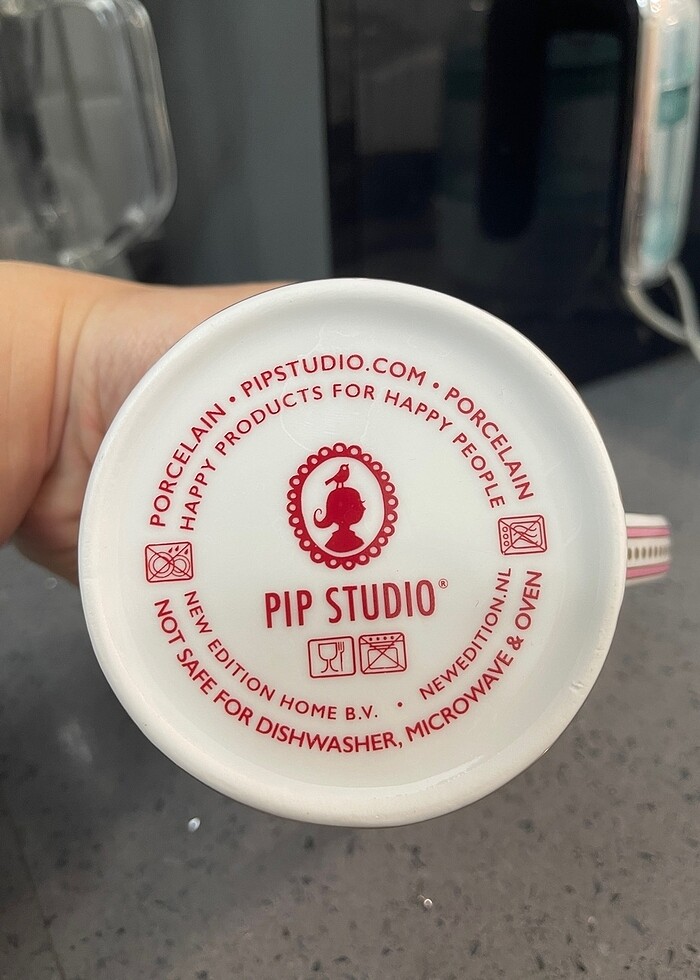 PORCELAIN • PIPSTUDIO.COM • PORCELAIN
HAPPY PRODUCTS FOR HAPPY PEOPLE
PIP STUDIO®
NEW EDITION HOME B.V. • NEWEDITION.NL
NOT SAFE FOR DISHWASHER, MICROWAVE & OVEN